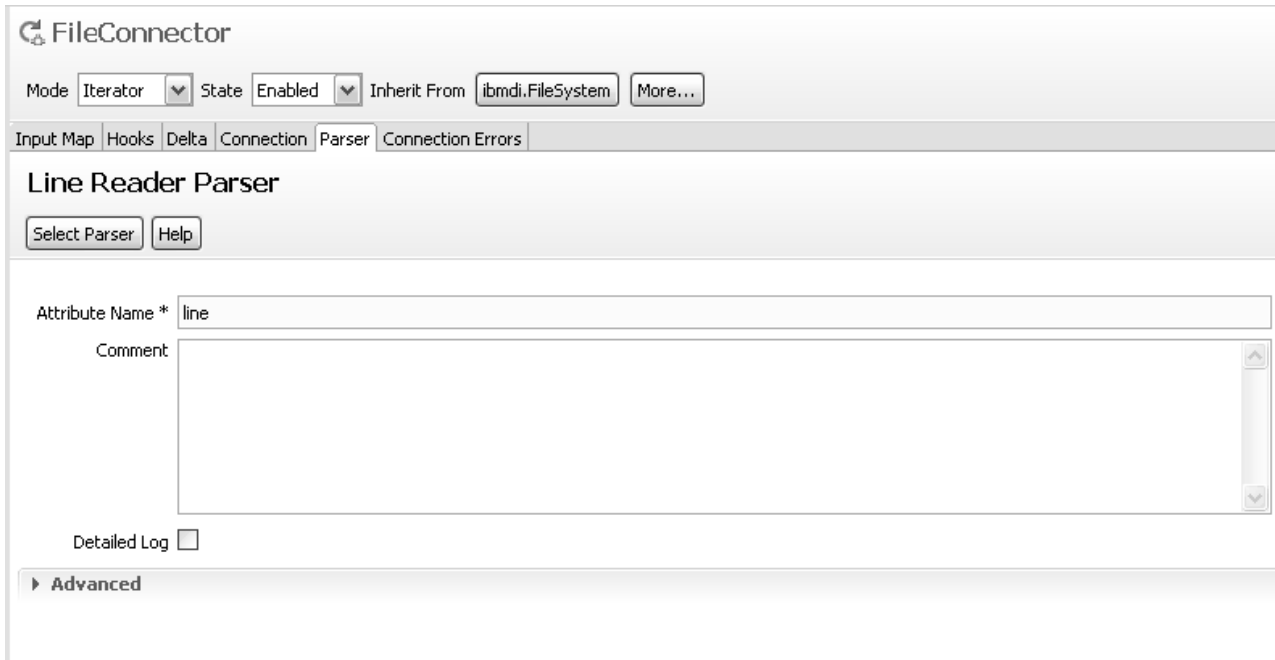 FileConnector
Mode Iterator State Enabled Inherit From ibmdi.FileSystem More...
Input Map Hooks Delta Connection Parser Connection Errors
Line Reader Parser
Select Parser Help
Attribute Name * line
Comment
Detailed Log
Advanced